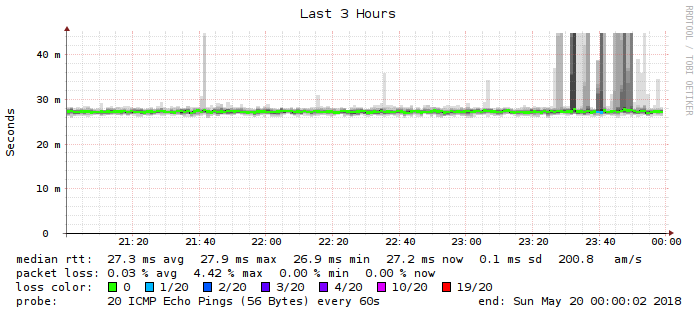 Last 3 Hours
RRDTOOL / TOBI OETIKER
Seconds
40 m
30 m
20 m
10 m
0
21:20 21:40 22:00 22:20 22:40 23:00 23:20 23:40 00:00
median rtt: 27.3 ms avg 27.9 ms max 26.9 ms min 27.2 ms now 0.1 ms sd 200.8 am/s
packet loss: 0.03 % avg 4.42 % max 0.00 % min 0.00 % now
loss color: 0 1/20 2/20 3/20 4/20 10/20 19/20
probe: 20 ICMP Echo Pings (56 Bytes) every 60s end: Sun May 20 00:00:02 2018